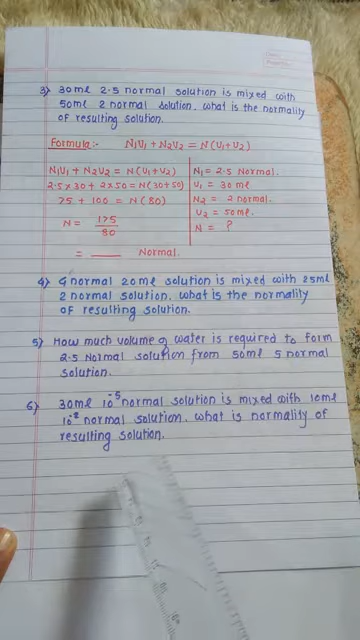 3) 30ml 2.5 normal solution is mixed with
50ml 2 normal solution. what is the normality
of resulting solution.
Formula:- N₁V₁ + N₂V₂ = N(V₁+V₂)
N₁V₁ + N₂V₂ = N(V₁+V₂)
2.5×30 + 2×50 = N(30+50)
75 + 100 = N(80)
N = 175/80
= ____ Normal.
N₁ = 2.5 Normal.
V₁ = 30 ml
N₂ = 2 normal.
V₂ = 50ml.
N = ?
4) 4 normal 20ml solution is mixed with 25ml
2 normal solution. what is the normality
of resulting solution.
5) How much volume of water is required to form
2.5 Normal solution from 50ml 5 normal
solution.
6) 30ml 10⁻⁵ normal solution is mixed with 10ml
10⁻² normal solution. what is normality of
resulting solution.